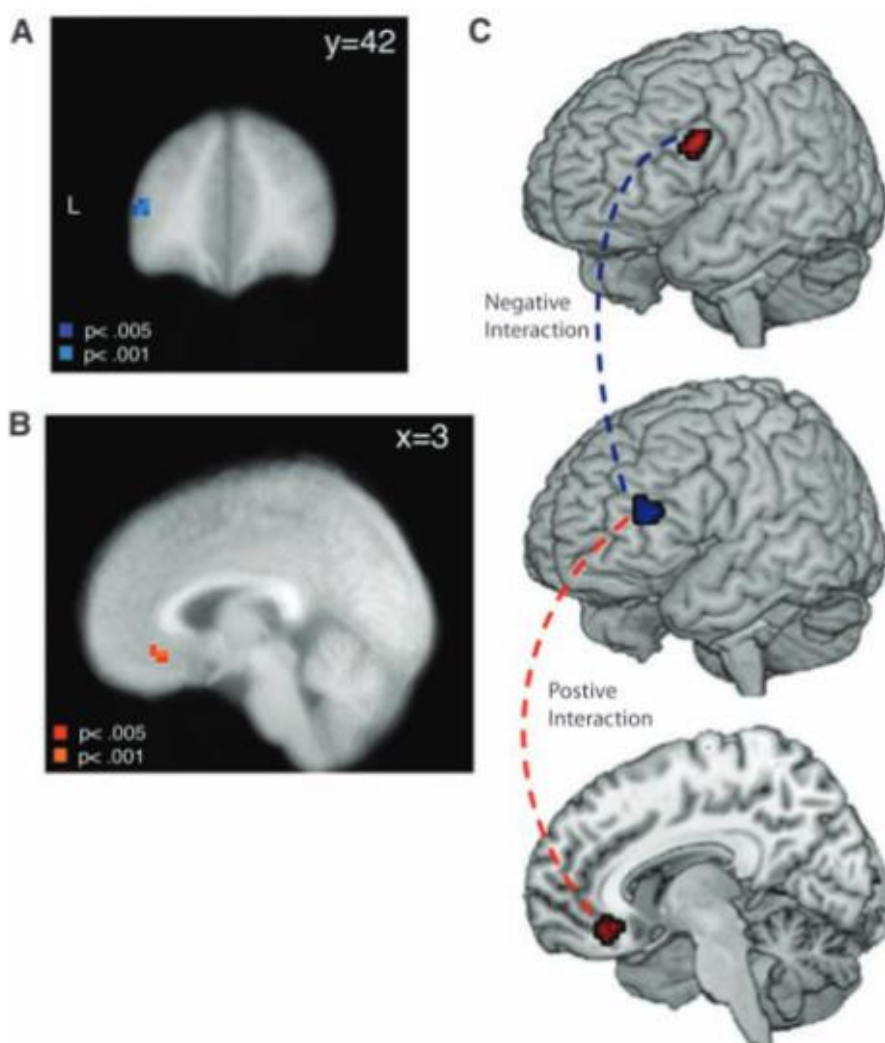 A
y=42
L
p< .005
p< .001
B
x=3
p< .005
p< .001
C
Negative
Interaction
Postive
Interaction